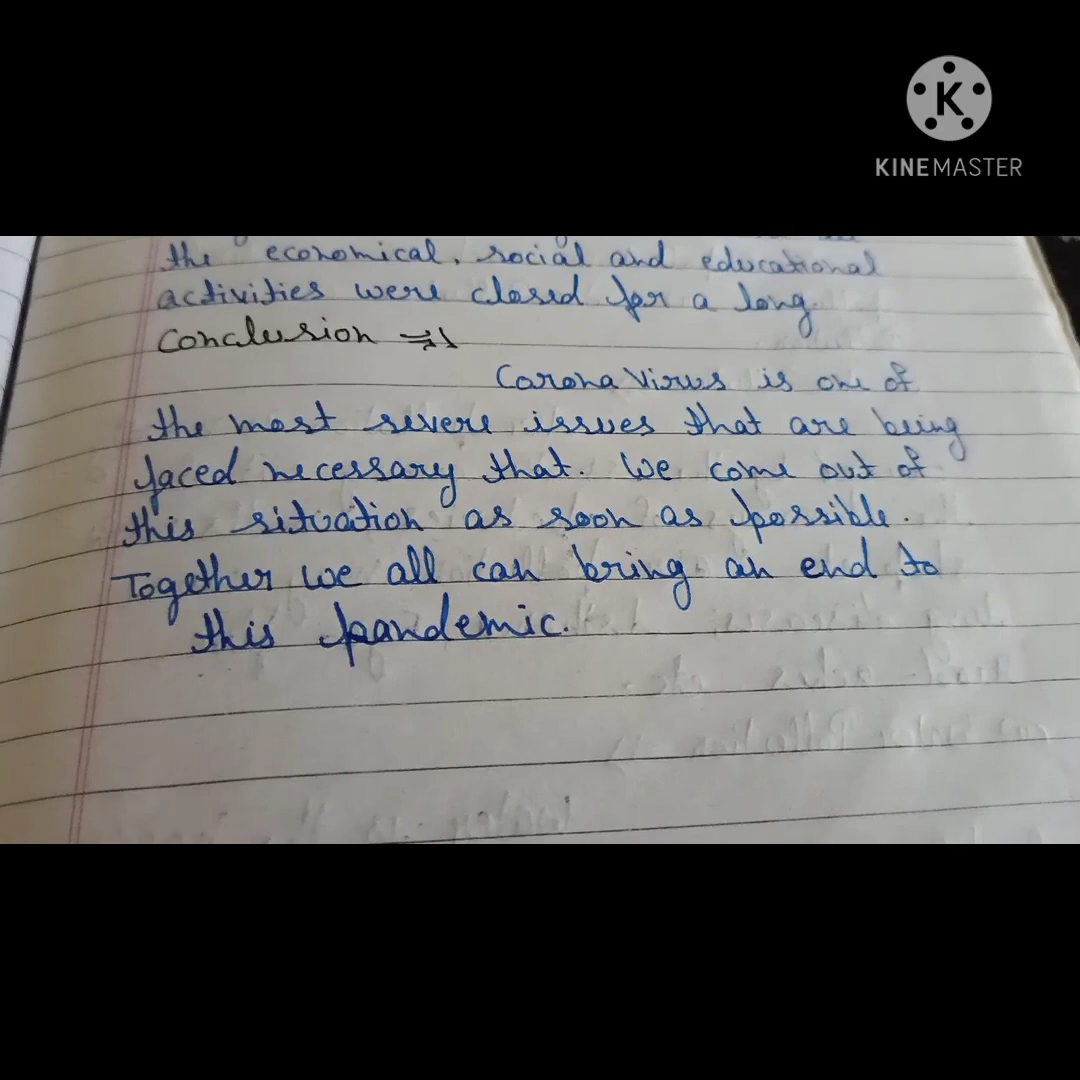 KINEMASTER
the economical, social and educational
activities were closed for a long.
Conclusion ⇒
Carona Virus is one of
the most severe issues that are being
faced necessary that. We come out of
this situation as soon as possible.
Together we all can bring an end to
this pandemic.